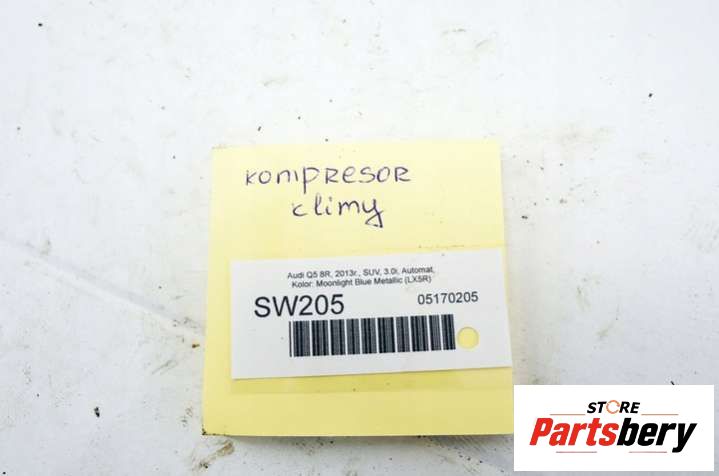 kompresor
climy
Audi Q5 8R, 2013r., SUV, 3.0i, Automat,
Kolor: Moonlight Blue Metallic (LX5R)
SW205 05170205
STORE
Partsbery